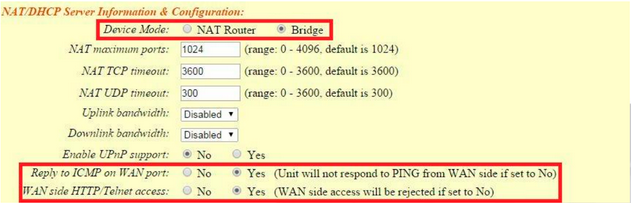 NAT/DHCP Server Information & Configuration:
Device Mode: NAT Router Bridge
NAT maximum ports: 1024 (range: 0 - 4096, default is 1024)
NAT TCP timeout: 3600 (range: 0 - 3600, default is 3600)
NAT UDP timeout: 300 (range: 0 - 3600, default is 300)
Uplink bandwidth: Disabled
Downlink bandwidth: Disabled
Enable UPnP support: No Yes
Reply to ICMP on WAN port: No Yes (Unit will not respond to PING from WAN side if set to No)
WAN side HTTP/Telnet access: No Yes (WAN side access will be rejected if set to No)